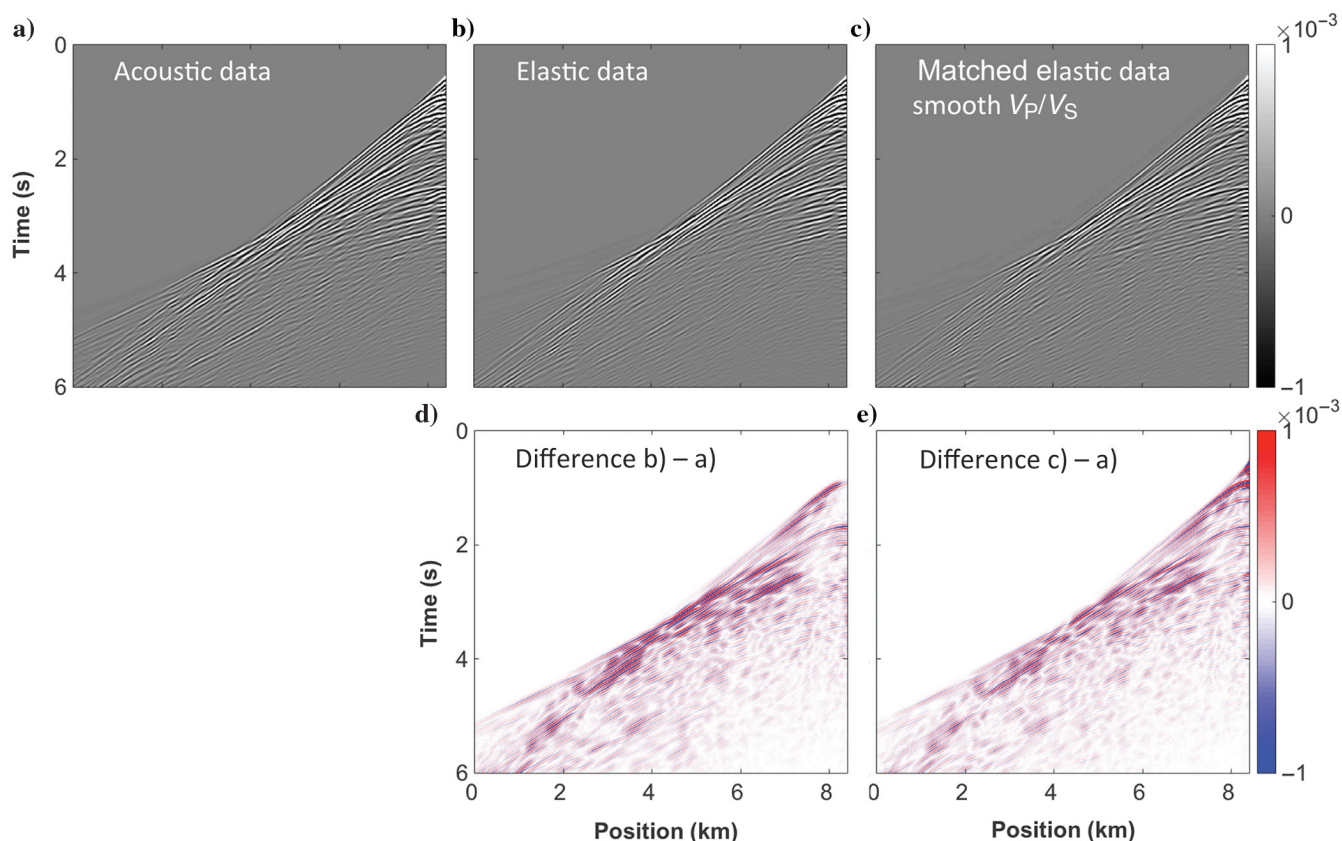 a)
b)
c)
×10⁻³
Acoustic data
Elastic data
Matched elastic data
smooth VP/VS
0
2
4
6
Time (s)
1
0
−1
d)
e)
×10⁻³
Difference b) – a)
Difference c) – a)
0
2
4
6
Time (s)
1
0
−1
0 2 4 6 8
0 2 4 6 8
Position (km)
Position (km)